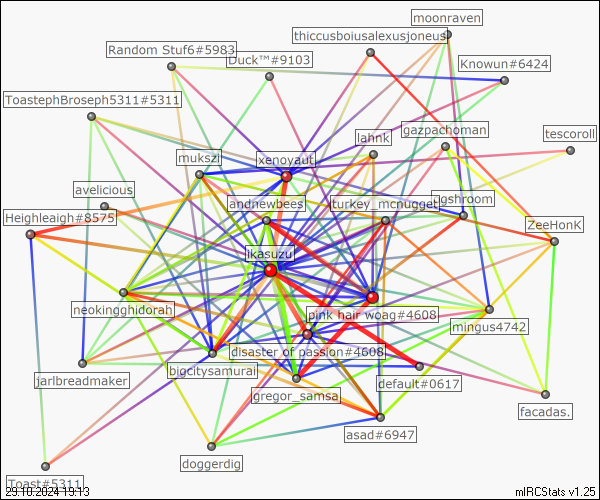 moonraven
thiccusboiusalexusjoneus
Random Stuf6#5983
Duck™#9103
Knowun#6424
ToastephBroseph5311#5311
gazpachoman
tescoroll
lahnk
mukszi
xenoyaut
avelicious
andnewbees
turkey_mcnugget
Heighleaigh#8575
ZeeHonK
ikasuzu
neokingghidorah
pink hair woag#4608
mingus4742
disaster of passion#4608
bigcitysamurai
jarlbreadmaker
default#0617
gregor_samsa
facadas.
asad#6947
doggerdig
Toast#5311
29.10.2024 19:13
mIRCStats v1.25